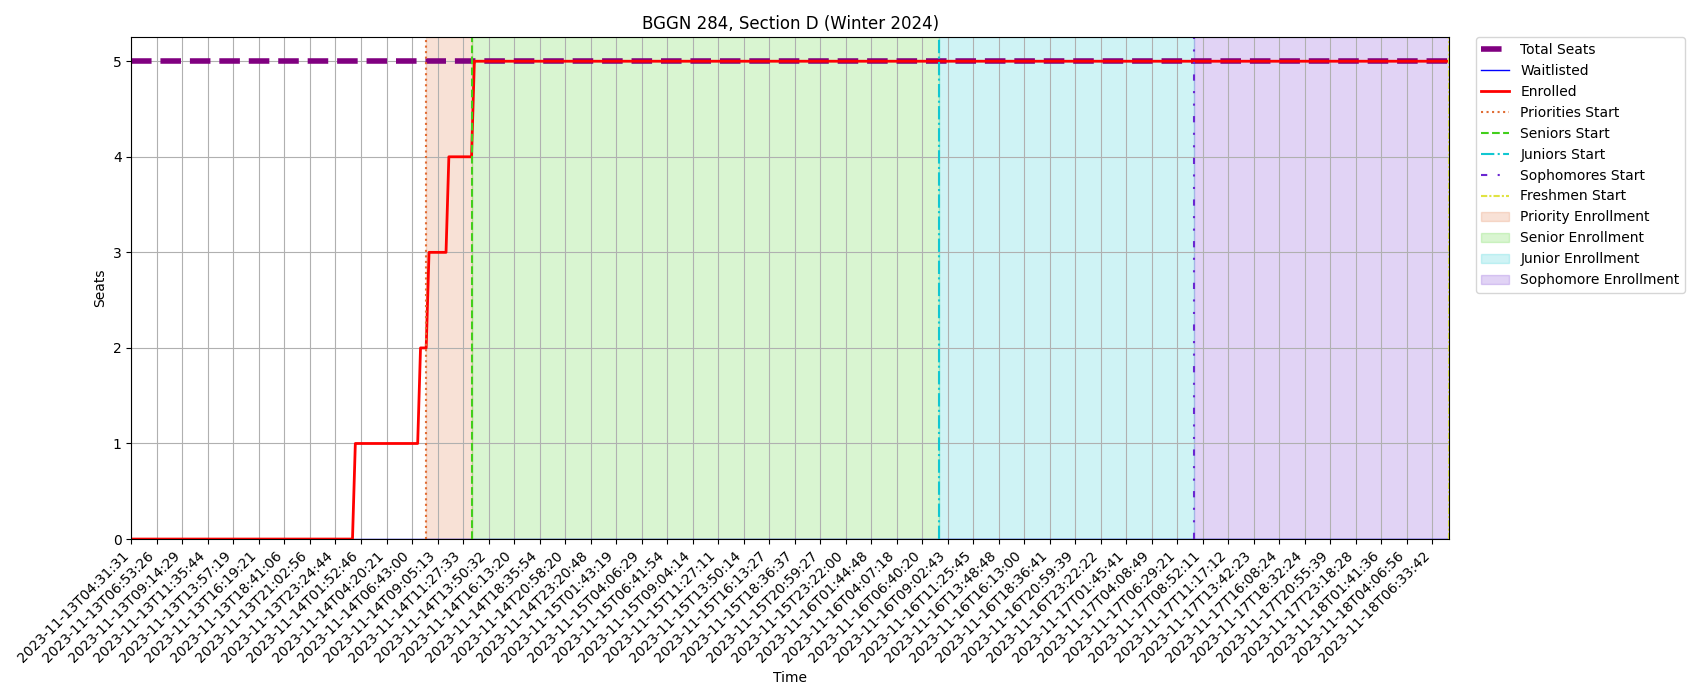 BGGN 284, Section D (Winter 2024)
Seats
5
4
3
2
1
0
2023-11-13T04:31:31
2023-11-13T06:53:26
2023-11-13T09:14:29
2023-11-13T11:35:44
2023-11-13T13:57:19
2023-11-13T16:19:21
2023-11-13T18:41:06
2023-11-13T21:02:56
2023-11-13T23:24:44
2023-11-14T01:52:46
2023-11-14T04:20:21
2023-11-14T06:43:00
2023-11-14T09:05:13
2023-11-14T11:27:33
2023-11-14T13:50:32
2023-11-14T16:13:20
2023-11-14T18:35:54
2023-11-14T20:58:20
2023-11-14T23:20:48
2023-11-15T01:43:19
2023-11-15T04:06:29
2023-11-15T06:41:54
2023-11-15T09:04:14
2023-11-15T11:27:11
2023-11-15T13:50:14
2023-11-15T16:13:27
2023-11-15T18:36:37
2023-11-15T20:59:27
2023-11-15T23:22:00
2023-11-16T01:44:48
2023-11-16T04:07:18
2023-11-16T06:40:20
2023-11-16T09:02:43
2023-11-16T11:25:45
2023-11-16T13:48:48
2023-11-16T16:13:00
2023-11-16T18:36:41
2023-11-16T20:59:39
2023-11-16T23:22:22
2023-11-17T01:45:41
2023-11-17T04:08:49
2023-11-17T06:29:21
2023-11-17T08:52:11
2023-11-17T11:17:12
2023-11-17T13:42:23
2023-11-17T16:08:24
2023-11-17T18:32:24
2023-11-17T20:55:39
2023-11-17T23:18:28
2023-11-18T01:41:36
2023-11-18T04:06:56
2023-11-18T06:33:42
Time
Total Seats
Waitlisted
Enrolled
Priorities Start
Seniors Start
Juniors Start
Sophomores Start
Freshmen Start
Priority Enrollment
Senior Enrollment
Junior Enrollment
Sophomore Enrollment